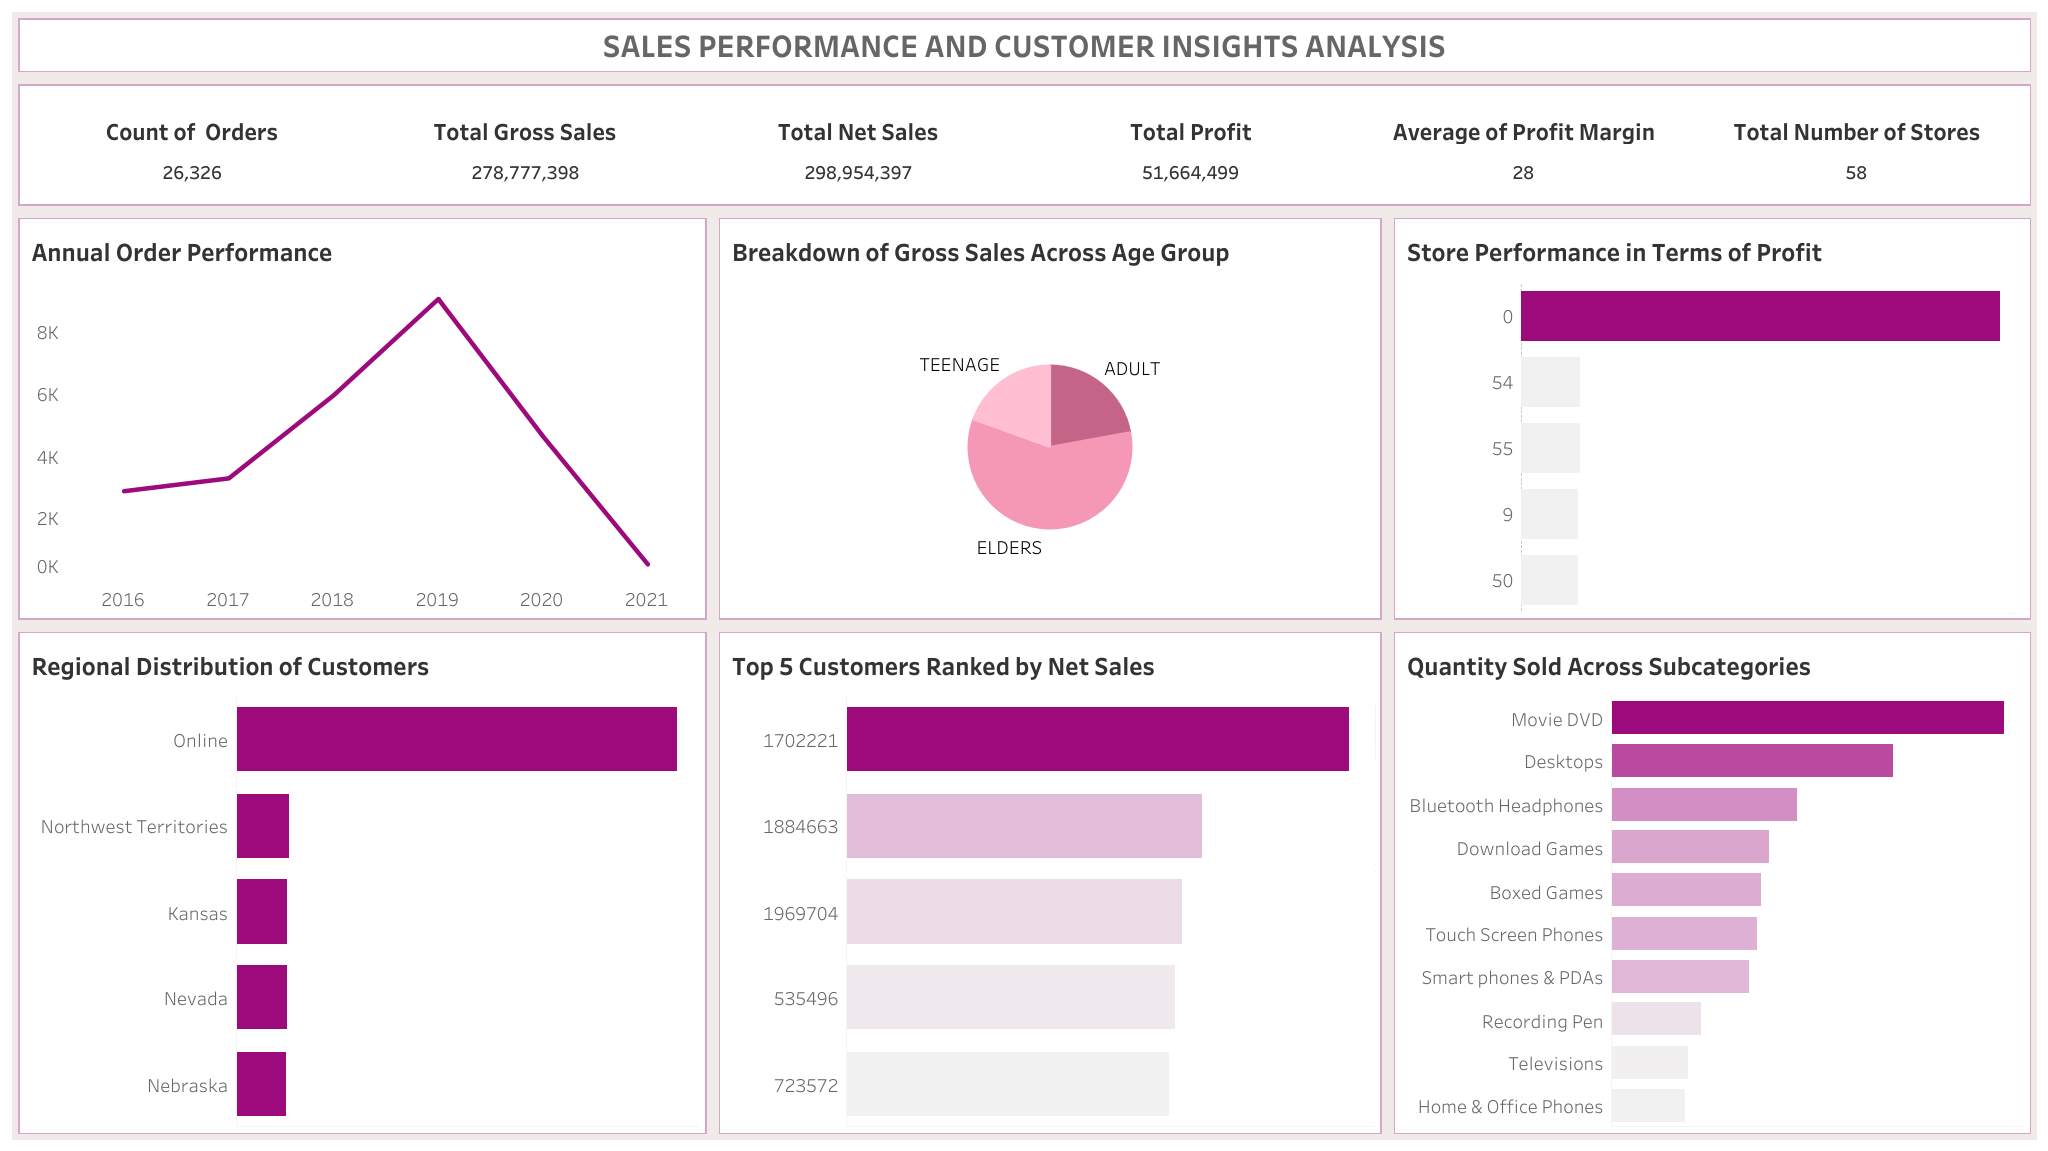 SALES PERFORMANCE AND CUSTOMER INSIGHTS ANALYSIS
Count of  Orders
26,326
Total Gross Sales
278,777,398
Total Net Sales
298,954,397
Total Profit
51,664,499
Average of Profit Margin
28
Total Number of Stores
58
Annual Order Performance
8K
6K
4K
2K
0K
2016 2017 2018 2019 2020 2021
Breakdown of Gross Sales Across Age Group
TEENAGE
ADULT
ELDERS
Store Performance in Terms of Profit
0
54
55
9
50
Regional Distribution of Customers
Online
Northwest Territories
Kansas
Nevada
Nebraska
Top 5 Customers Ranked by Net Sales
1702221
1884663
1969704
535496
723572
Quantity Sold Across Subcategories
Movie DVD
Desktops
Bluetooth Headphones
Download Games
Boxed Games
Touch Screen Phones
Smart phones & PDAs
Recording Pen
Televisions
Home & Office Phones